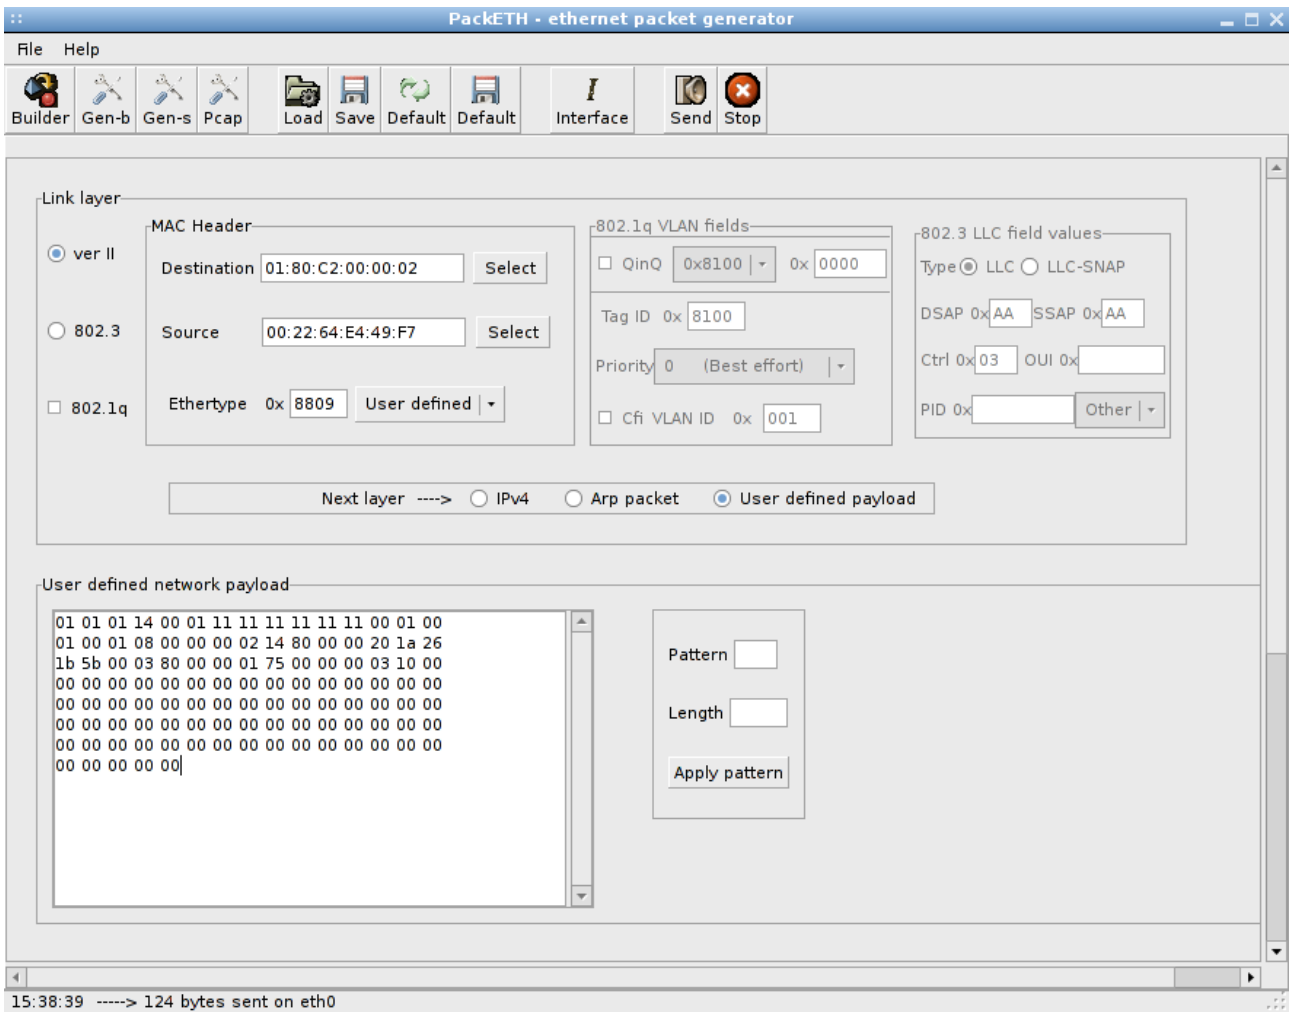 PackETH - ethernet packet generator
File Help
Builder Gen-b Gen-s Pcap Load Save Default Default Interface Send Stop
Link layer
MAC Header
802.1q VLAN fields
802.3 LLC field values
ver II
Destination 01:80:C2:00:00:02 Select
QinQ 0x8100 0x 0000
Type LLC LLC-SNAP
802.3
Source 00:22:64:E4:49:F7 Select
Tag ID 0x 8100
DSAP 0x AA SSAP 0x AA
Priority 0 (Best effort)
Ctrl 0x 03 OUI 0x
802.1q
Ethertype 0x 8809 User defined
Cfi VLAN ID 0x 001
PID 0x Other
Next layer ----> IPv4 Arp packet User defined payload
User defined network payload
01 01 01 14 00 01 11 11 11 11 11 11 00 01 00
01 00 01 08 00 00 00 02 14 80 00 00 20 1a 26
1b 5b 00 03 80 00 00 01 75 00 00 00 03 10 00
00 00 00 00 00 00 00 00 00 00 00 00 00 00 00
00 00 00 00 00 00 00 00 00 00 00 00 00 00 00
00 00 00 00 00 00 00 00 00 00 00 00 00 00 00
00 00 00 00 00 00 00 00 00 00 00 00 00 00 00
00 00 00 00 00
Pattern
Length
Apply pattern
15:38:39 -----> 124 bytes sent on eth0